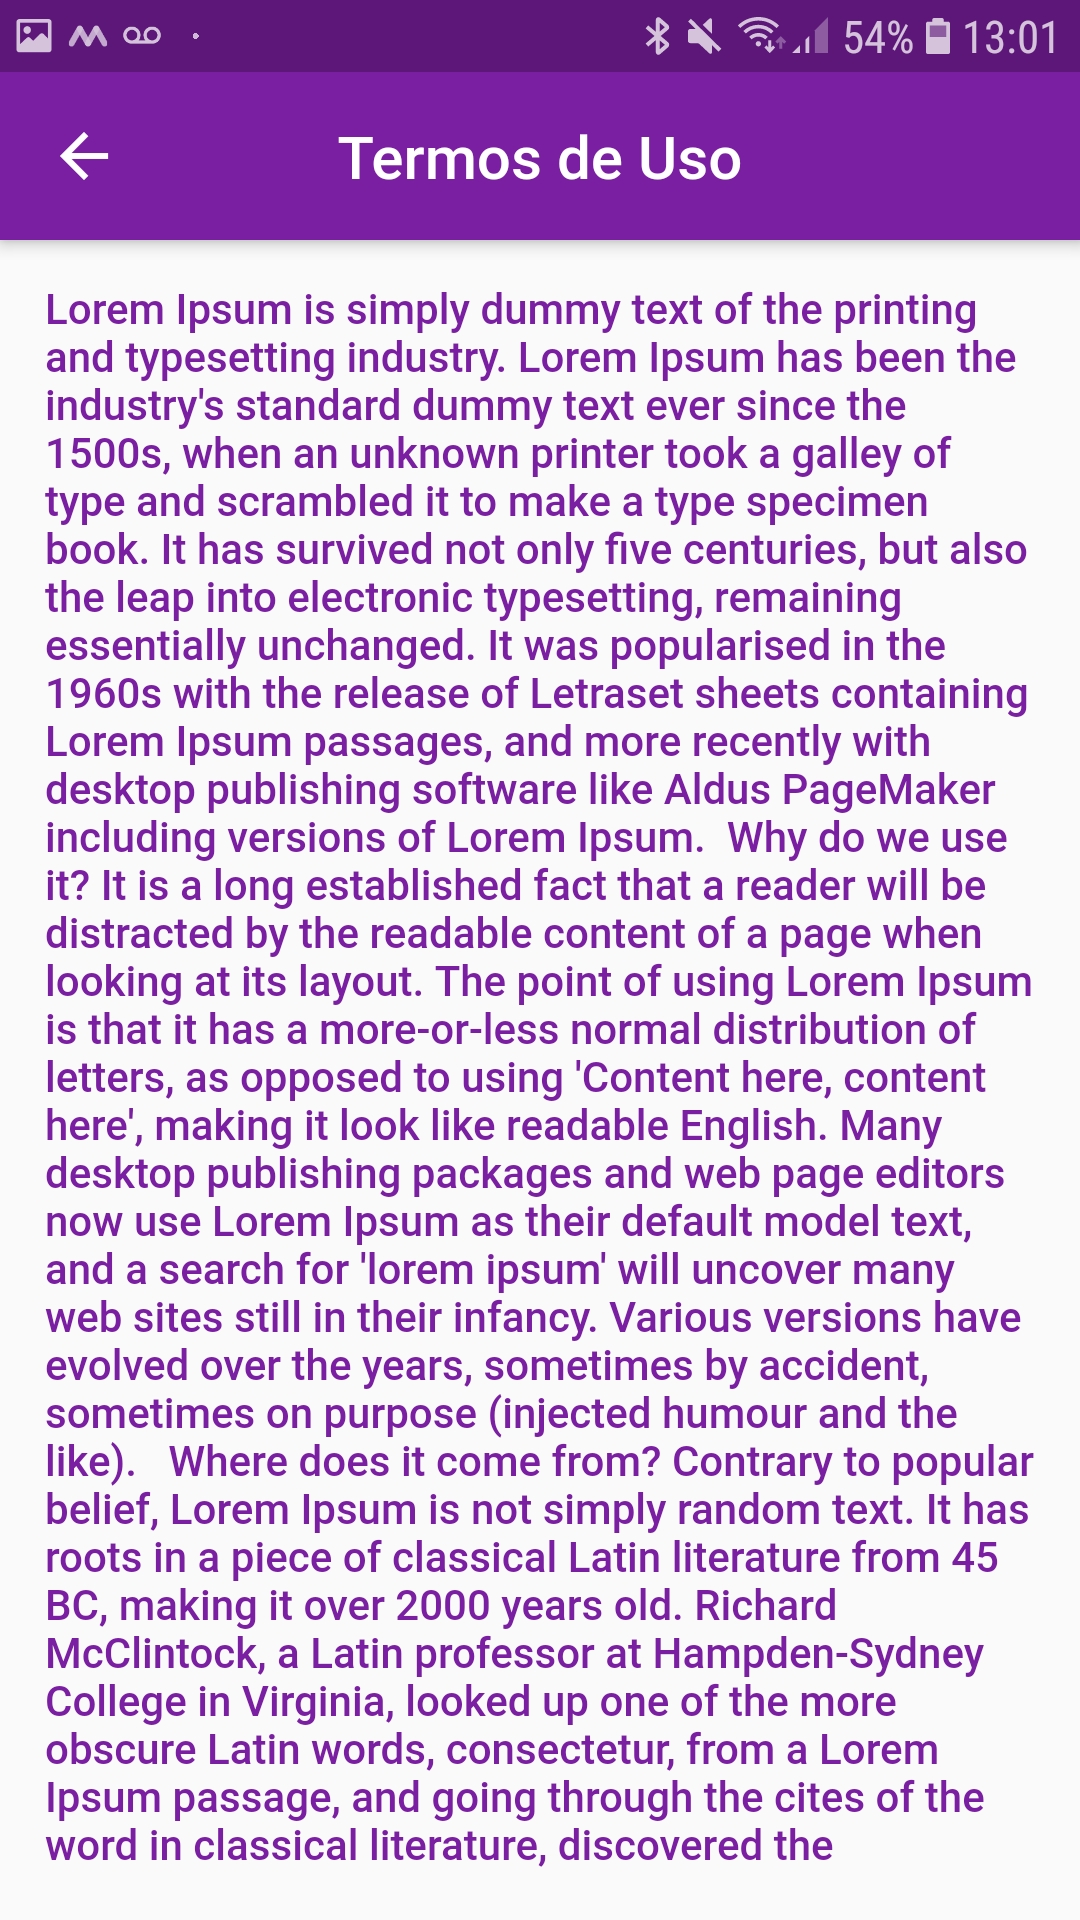 54% 13:01
Termos de Uso
Lorem Ipsum is simply dummy text of the printing
and typesetting industry. Lorem Ipsum has been the
industry's standard dummy text ever since the
1500s, when an unknown printer took a galley of
type and scrambled it to make a type specimen
book. It has survived not only five centuries, but also
the leap into electronic typesetting, remaining
essentially unchanged. It was popularised in the
1960s with the release of Letraset sheets containing
Lorem Ipsum passages, and more recently with
desktop publishing software like Aldus PageMaker
including versions of Lorem Ipsum.  Why do we use
it? It is a long established fact that a reader will be
distracted by the readable content of a page when
looking at its layout. The point of using Lorem Ipsum
is that it has a more-or-less normal distribution of
letters, as opposed to using 'Content here, content
here', making it look like readable English. Many
desktop publishing packages and web page editors
now use Lorem Ipsum as their default model text,
and a search for 'lorem ipsum' will uncover many
web sites still in their infancy. Various versions have
evolved over the years, sometimes by accident,
sometimes on purpose (injected humour and the
like).   Where does it come from? Contrary to popular
belief, Lorem Ipsum is not simply random text. It has
roots in a piece of classical Latin literature from 45
BC, making it over 2000 years old. Richard
McClintock, a Latin professor at Hampden-Sydney
College in Virginia, looked up one of the more
obscure Latin words, consectetur, from a Lorem
Ipsum passage, and going through the cites of the
word in classical literature, discovered the